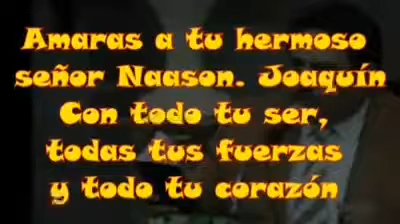 Amaras a tu hermoso
señor Naason. Joaquín
Con todo tu ser,
todas tus fuerzas
y todo tu corazón